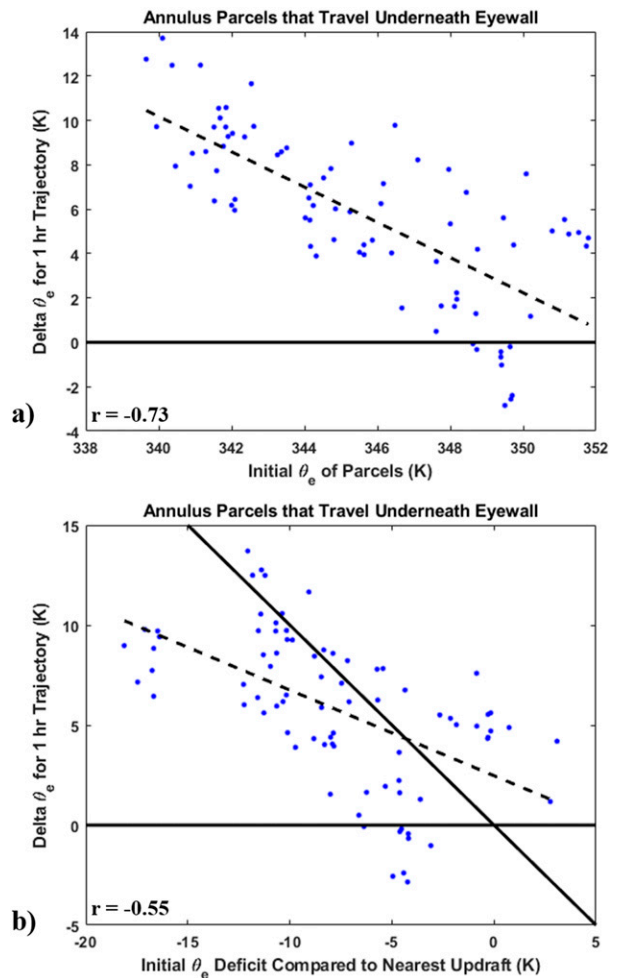 Annulus Parcels that Travel Underneath Eyewall
14
12
10
8
6
4
2
0
-2
-4
Delta θe for 1 hr Trajectory (K)
a)
r = -0.73
338 340 342 344 346 348 350 352
Initial θe of Parcels (K)
Annulus Parcels that Travel Underneath Eyewall
15
10
5
0
-5
Delta θe for 1 hr Trajectory (K)
b)
r = -0.55
-20 -15 -10 -5 0 5
Initial θe Deficit Compared to Nearest Updraft (K)